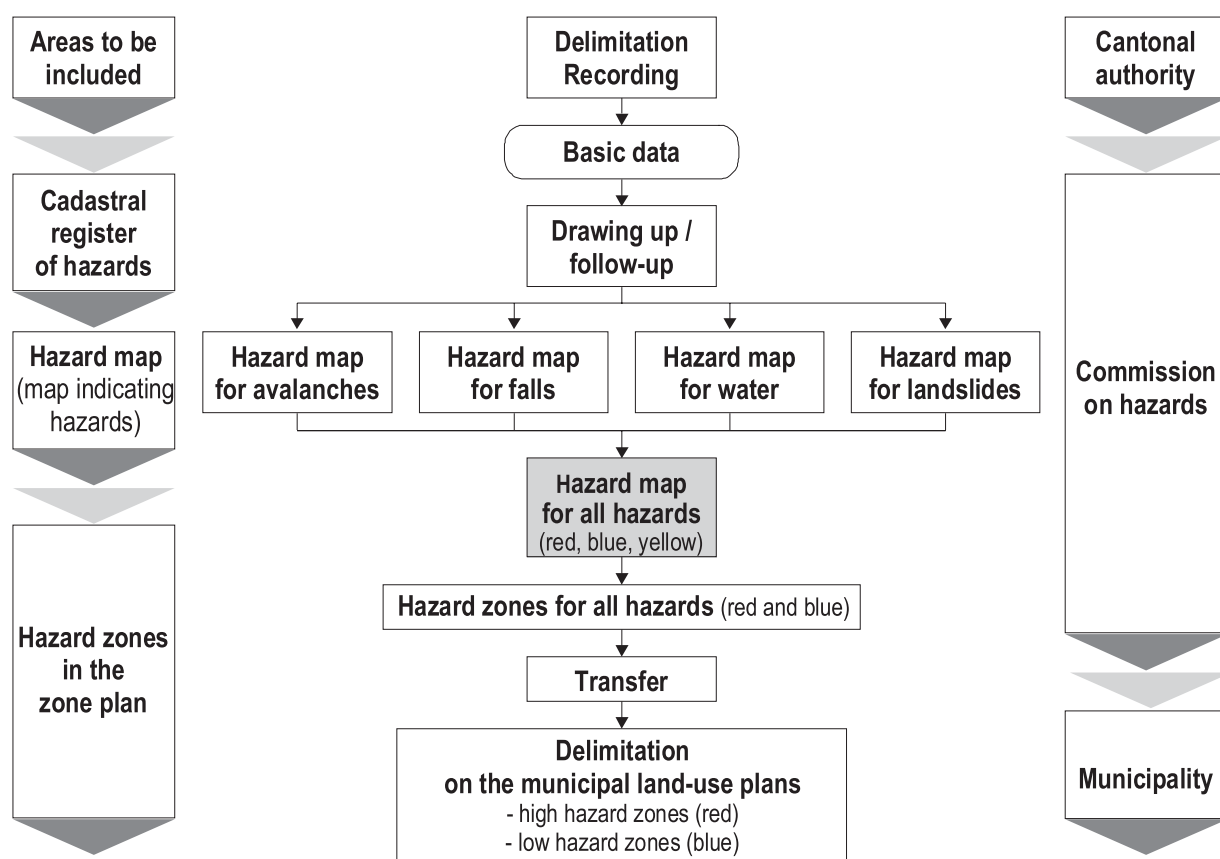 Areas to be
included
Cadastral
register
of hazards
Hazard map
(map indicating
hazards)
Hazard zones
in the
zone plan
Delimitation
Recording
Basic data
Drawing up /
follow-up
Hazard map
for avalanches
Hazard map
for falls
Hazard map
for water
Hazard map
for landslides
Hazard map
for all hazards
(red, blue, yellow)
Hazard zones for all hazards (red and blue)
Transfer
Delimitation
on the municipal land-use plans
- high hazard zones (red)
- low hazard zones (blue)
Cantonal
authority
Commission
on hazards
Municipality